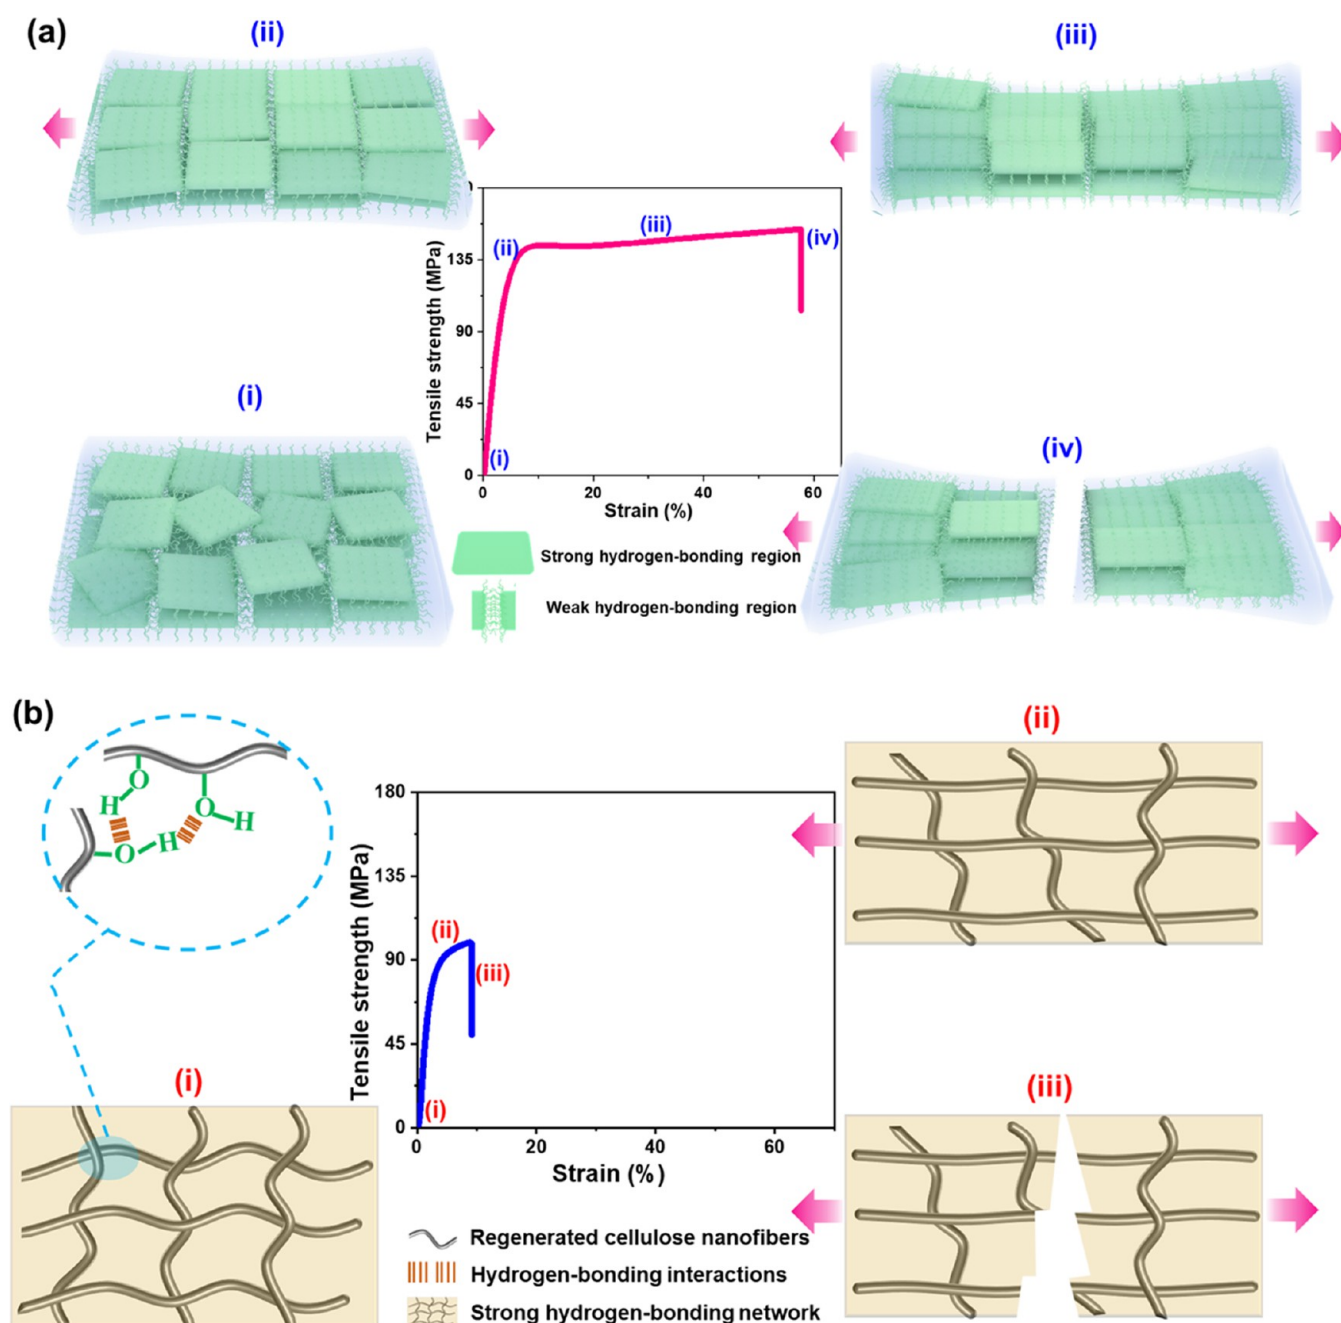 (a)
(ii)
(iii)
Tensile strength (MPa)
135
90
45
0
(i)
(ii)
(iii)
(iv)
0
20
40
60
Strain (%)
(i)
(iv)
Strong hydrogen-bonding region
Weak hydrogen-bonding region
(b)
O
H
O
H
O
H
(ii)
Tensile strength (MPa)
180
135
90
45
0
(i)
(ii)
(iii)
0
20
40
60
Strain (%)
(i)
(iii)
Regenerated cellulose nanofibers
Hydrogen-bonding interactions
Strong hydrogen-bonding network